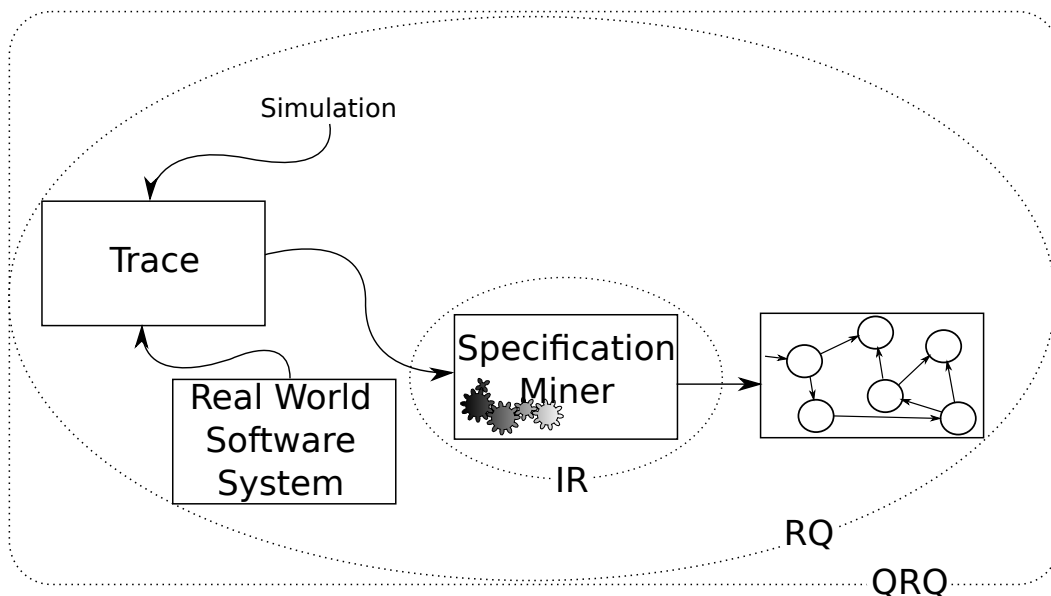 Simulation
Trace
Specification
Miner
Real World
Software
System
IR
RQ
QRQ